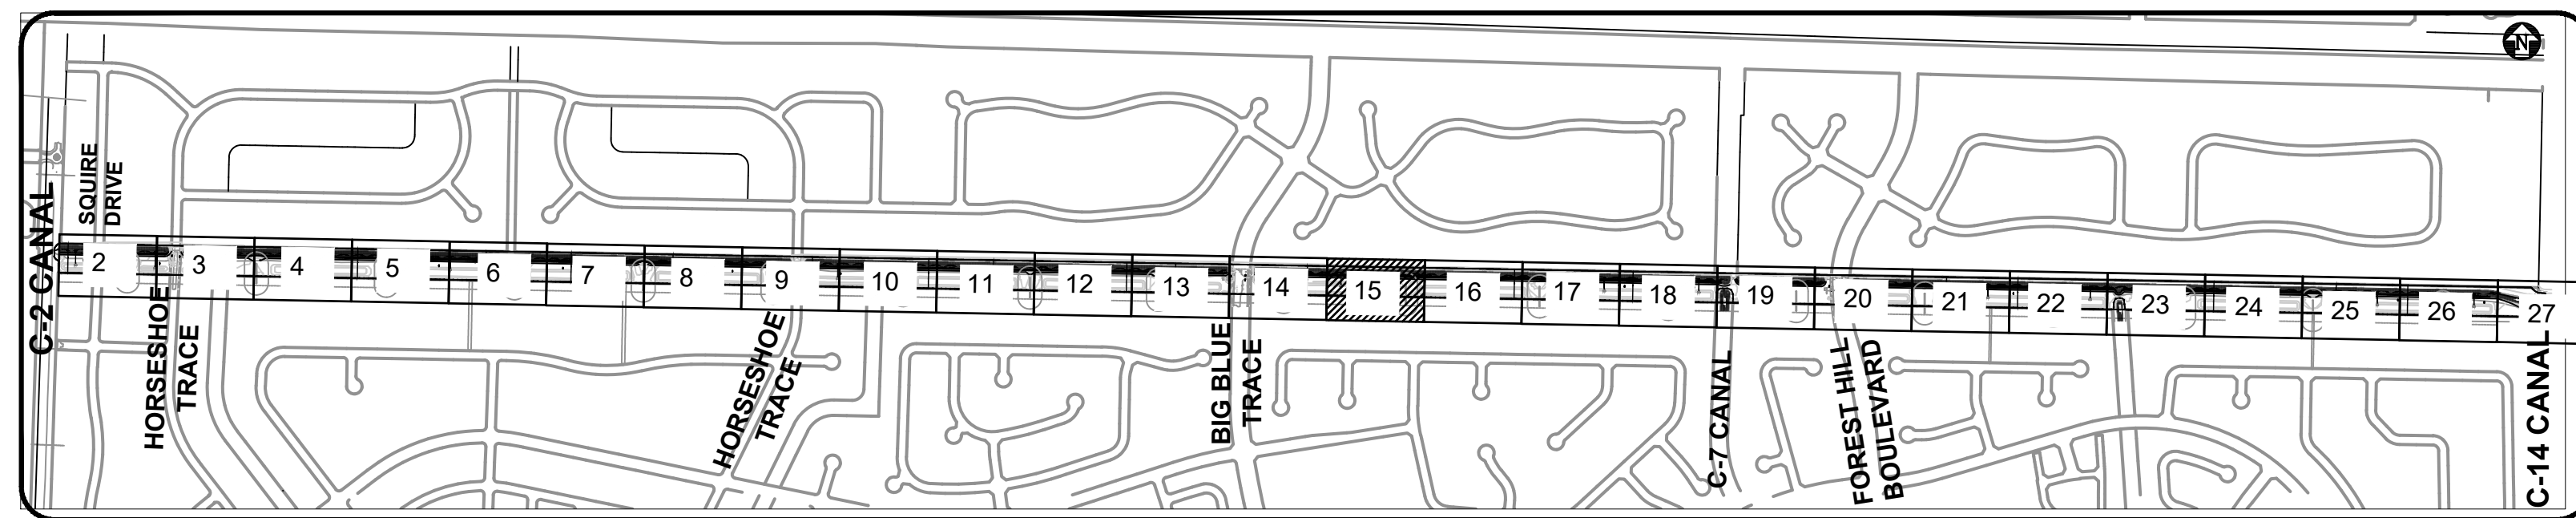 N
SQUIRE
DRIVE
C-2 CANAL
2
3
4
5
6
7
8
9
10
11
12
13
14
15
16
17
18
19
20
21
22
23
24
25
26
27
HORSESHOE
TRACE
HORSESHOE
TRACE
BIG BLUE
TRACE
C-7 CANAL
FOREST HILL
BOULEVARD
C-14 CANAL